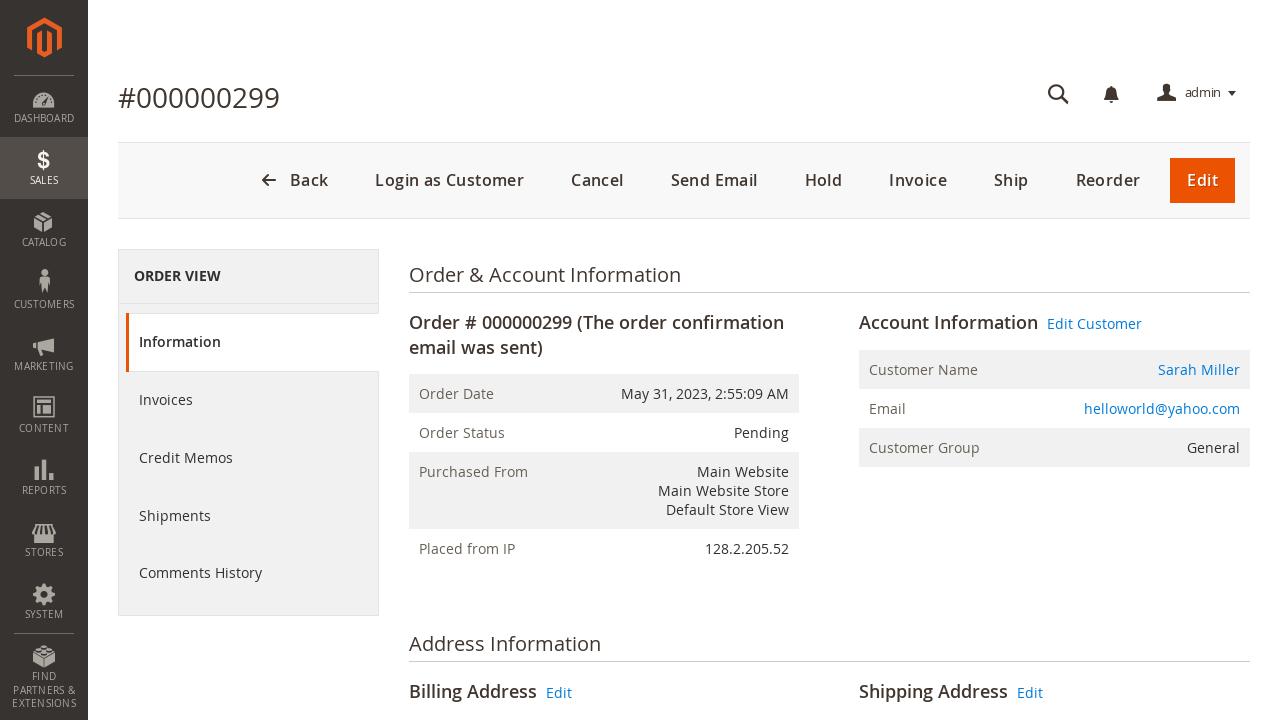 #000000299
admin
DASHBOARD
SALES
CATALOG
CUSTOMERS
MARKETING
CONTENT
REPORTS
STORES
SYSTEM
FIND
PARTNERS &
EXTENSIONS
Back
Login as Customer
Cancel
Send Email
Hold
Invoice
Ship
Reorder
Edit
ORDER VIEW
Information
Invoices
Credit Memos
Shipments
Comments History
Order & Account Information
Order # 000000299 (The order confirmation
email was sent)
Order Date May 31, 2023, 2:55:09 AM
Order Status Pending
Purchased From Main Website
Main Website Store
Default Store View
Placed from IP 128.2.205.52
Account Information Edit Customer
Customer Name Sarah Miller
Email helloworld@yahoo.com
Customer Group General
Address Information
Billing Address Edit
Shipping Address Edit